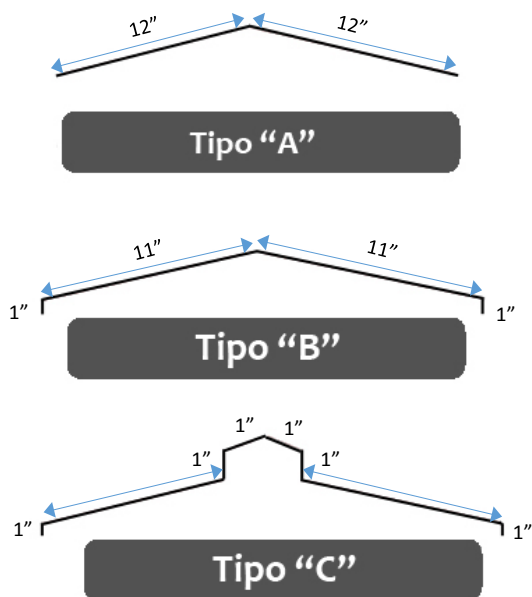 12” 12”
Tipo “A”
11” 11”
1” 1”
Tipo “B”
1” 1”
1” 1”
1” 1”
Tipo “C”